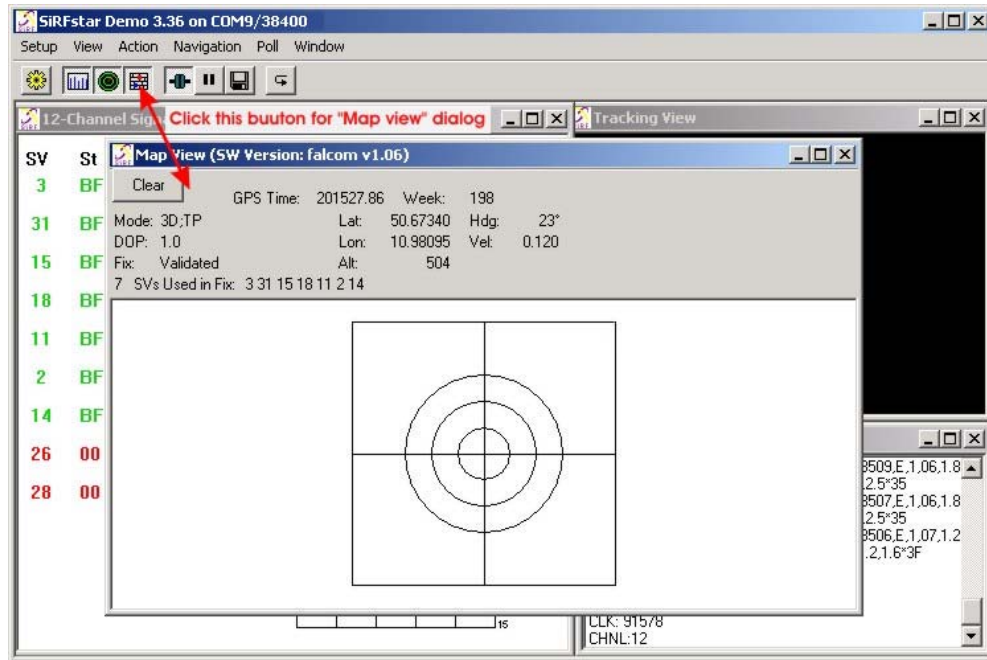 SiRFstar Demo 3.36 on COM9/38400
Setup View Action Navigation Poll Window
Click this buuton for "Map view" dialog
12-Channel Sig
Tracking View
SV St
3 BF
31 BF
15 BF
18 BF
11 BF
2 BF
14 BF
26 00
28 00
Map View (SW Version: falcom v1.06)
Clear
GPS Time: 201527.86 Week: 198
Mode: 3D;TP Lat: 50.67340 Hdg: 23°
DOP: 1.0 Lon: 10.98095 Vel: 0.120
Fix: Validated Alt: 504
7 SVs Used in Fix: 3 31 15 18 11 2 14
3509,E,1,06,1.8
.2.5*35
3507,E,1,06,1.8
.2.5*35
3506,E,1,07,1.2
.2,1.6*3F
15
CLK: 91578
CHNL:12